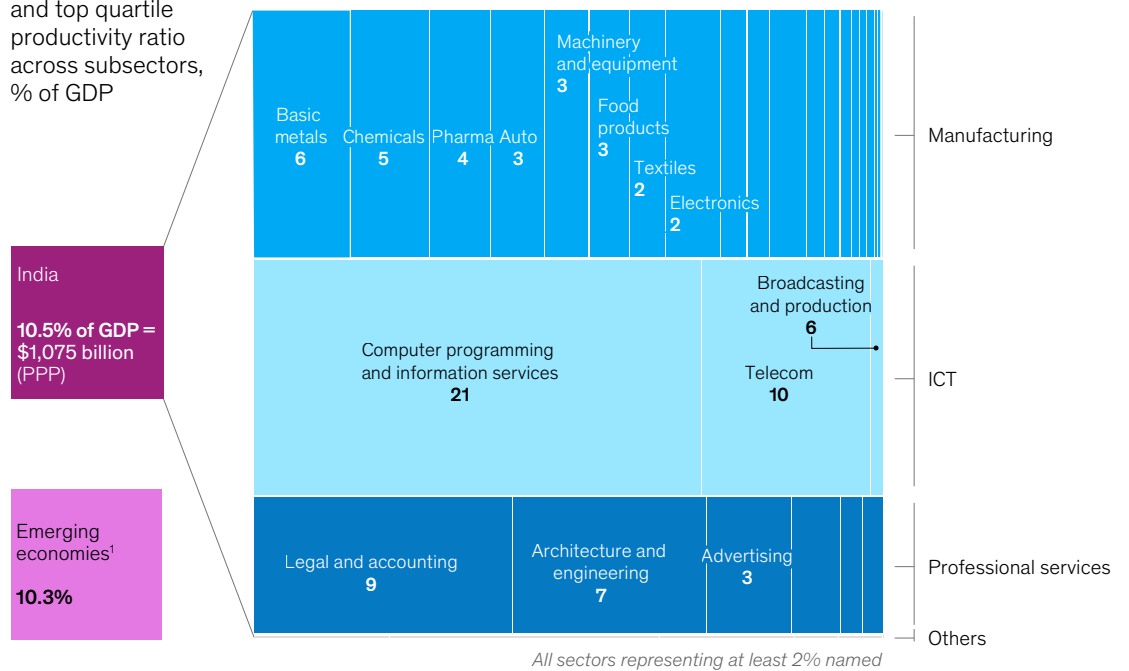 and top quartile
productivity ratio
across subsectors,
% of GDP
India
10.5% of GDP =
$1,075 billion
(PPP)
Emerging
economies¹
10.3%
Basic
metals
6
Chemicals
5
Pharma
4
Auto
3
Machinery
and equipment
3
Food
products
3
Textiles
2
Electronics
2
Manufacturing
Computer programming
and information services
21
Broadcasting
and production
6
Telecom
10
ICT
Legal and accounting
9
Architecture and
engineering
7
Advertising
3
Professional services
Others
All sectors representing at least 2% named